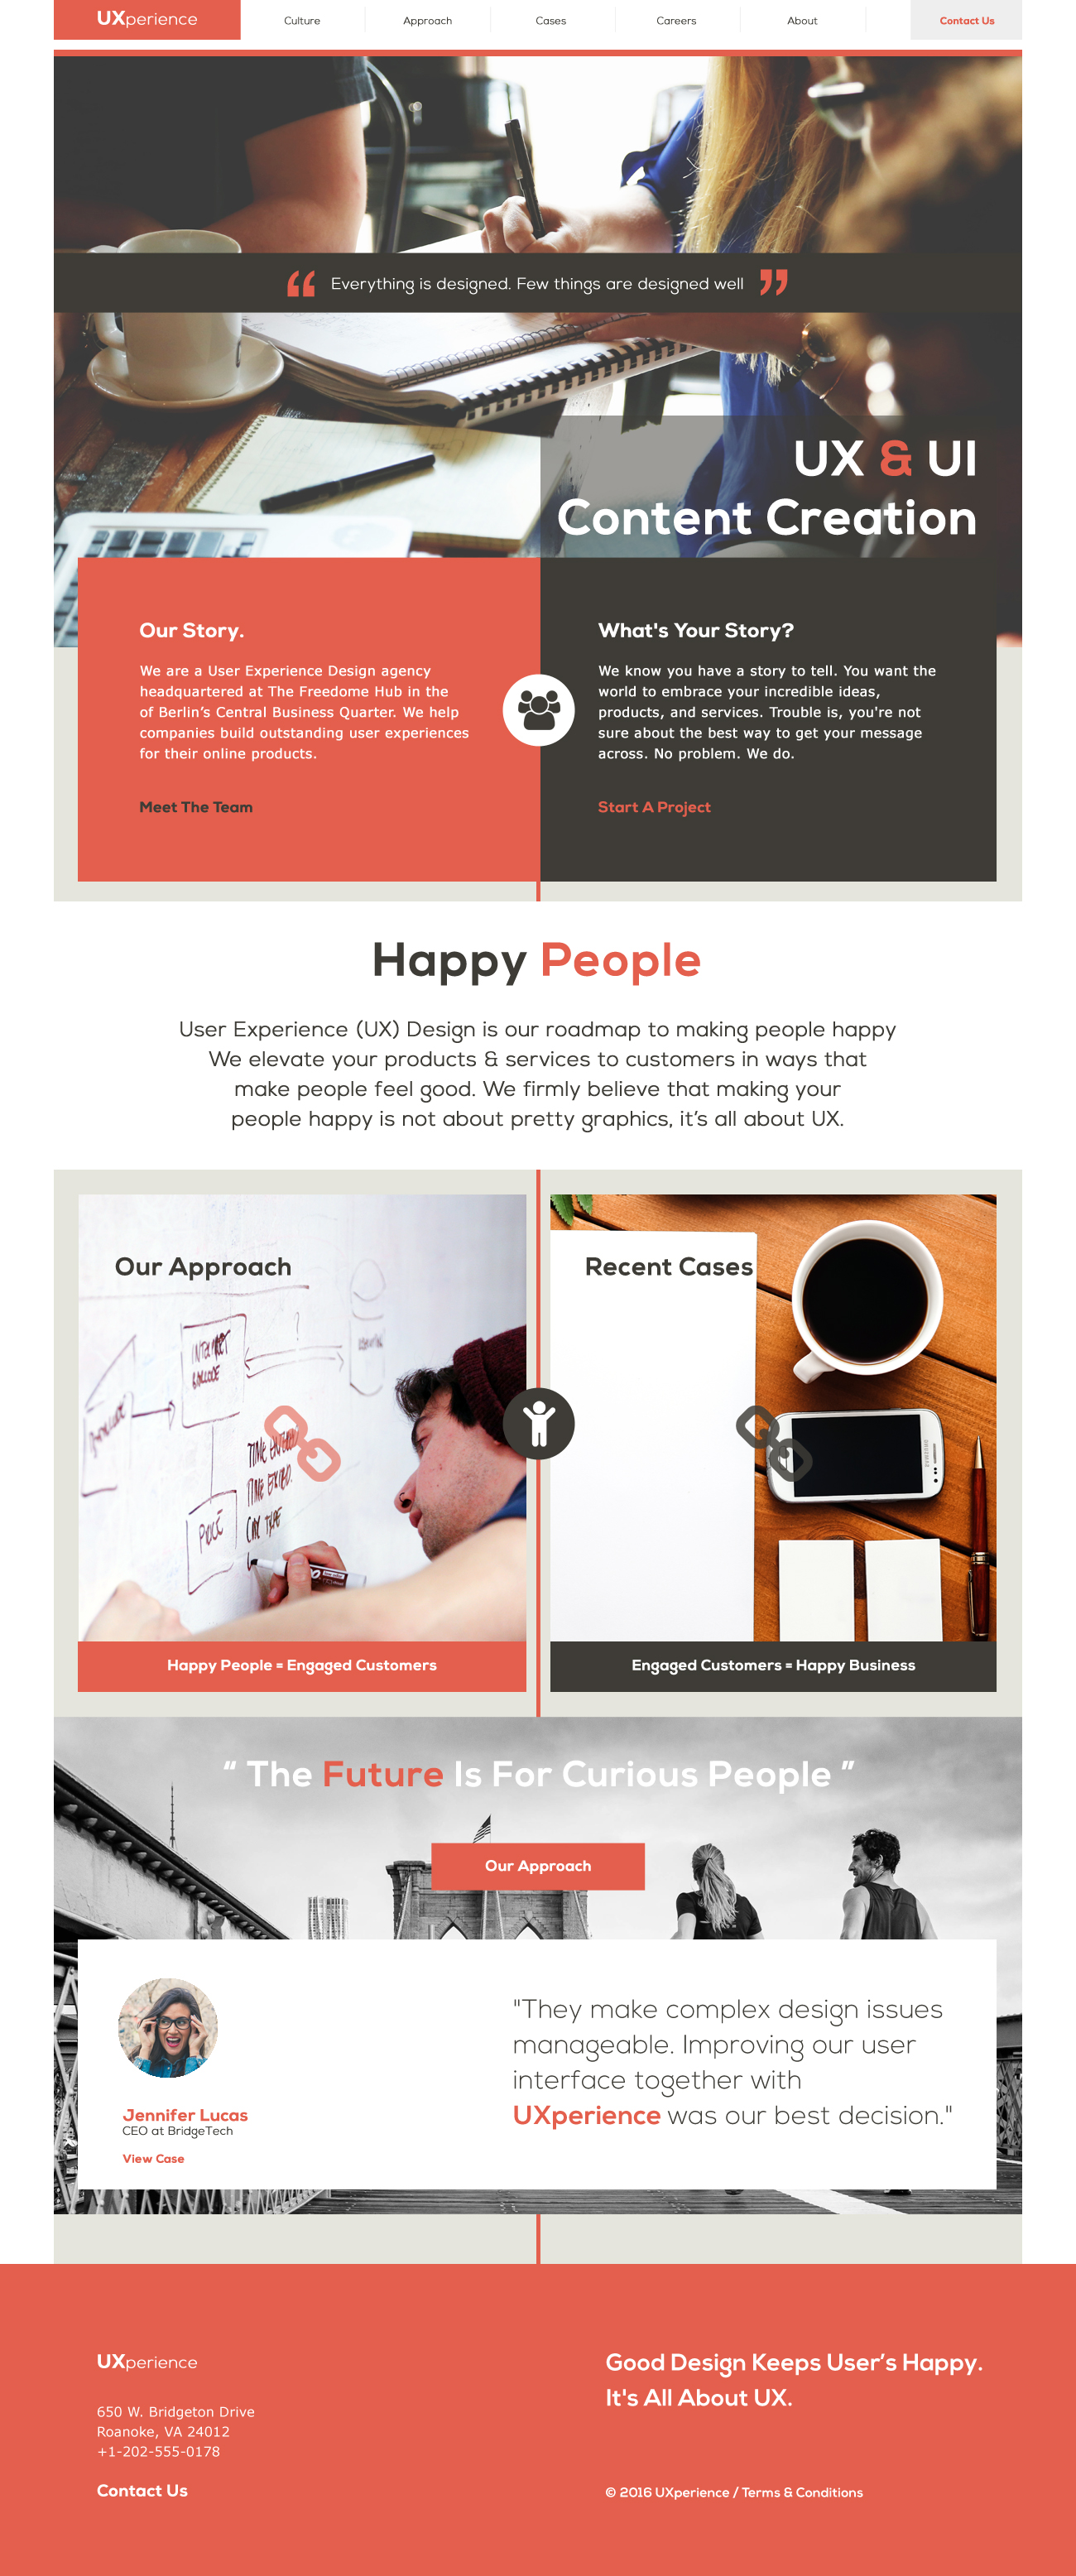 UXperience
Culture
Approach
Cases
Careers
About
Contact Us
“ Everything is designed. Few things are designed well ”
UX & UI
Content Creation
Our Story.
We are a User Experience Design agency
headquartered at The Freedome Hub in the
of Berlin’s Central Business Quarter. We help
companies build outstanding user experiences
for their online products.
Meet The Team
What's Your Story?
We know you have a story to tell. You want the
world to embrace your incredible ideas,
products, and services. Trouble is, you're not
sure about the best way to get your message
across. No problem. We do.
Start A Project
Happy People
User Experience (UX) Design is our roadmap to making people happy
We elevate your products & services to customers in ways that
make people feel good. We firmly believe that making your
people happy is not about pretty graphics, it’s all about UX.
Our Approach
INTERNET
TIME
TIME
Happy People = Engaged Customers
Recent Cases
SAMSUNG
Engaged Customers = Happy Business
“ The Future Is For Curious People ”
Our Approach
Jennifer Lucas
CEO at BridgeTech
View Case
"They make complex design issues
manageable. Improving our user
interface together with
UXperience was our best decision."
UXperience
650 W. Bridgeton Drive
Roanoke, VA 24012
+1-202-555-0178
Contact Us
Good Design Keeps User’s Happy.
It's All About UX.
© 2016 UXperience / Terms & Conditions